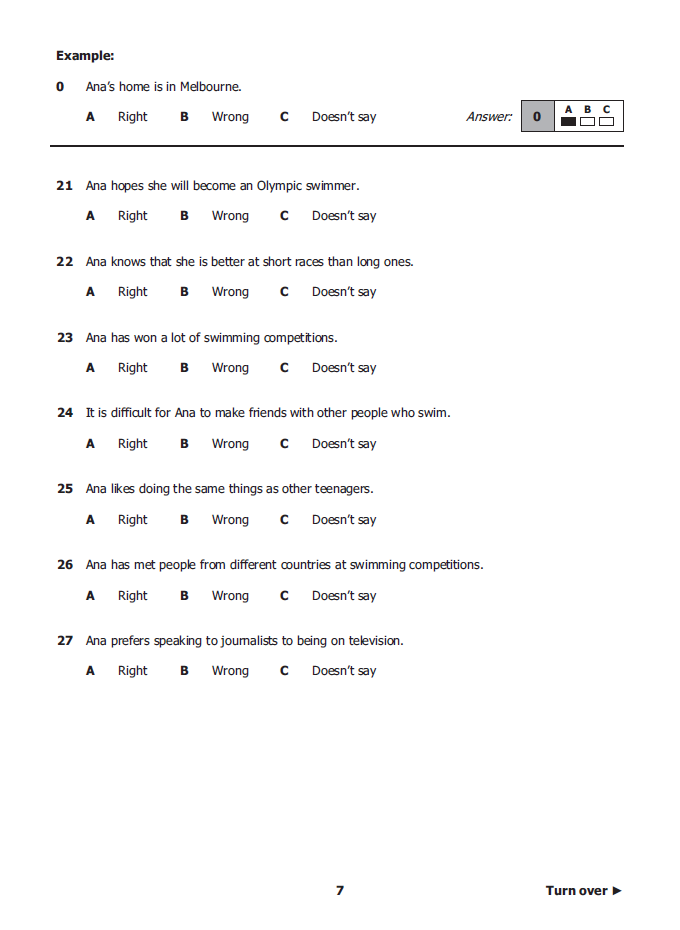 Example:
0 Ana's home is in Melbourne.
A Right B Wrong C Doesn't say Answer: 0 A B C
21 Ana hopes she will become an Olympic swimmer.
A Right B Wrong C Doesn't say
22 Ana knows that she is better at short races than long ones.
A Right B Wrong C Doesn't say
23 Ana has won a lot of swimming competitions.
A Right B Wrong C Doesn't say
24 It is difficult for Ana to make friends with other people who swim.
A Right B Wrong C Doesn't say
25 Ana likes doing the same things as other teenagers.
A Right B Wrong C Doesn't say
26 Ana has met people from different countries at swimming competitions.
A Right B Wrong C Doesn't say
27 Ana prefers speaking to journalists to being on television.
A Right B Wrong C Doesn't say
7 Turn over ►